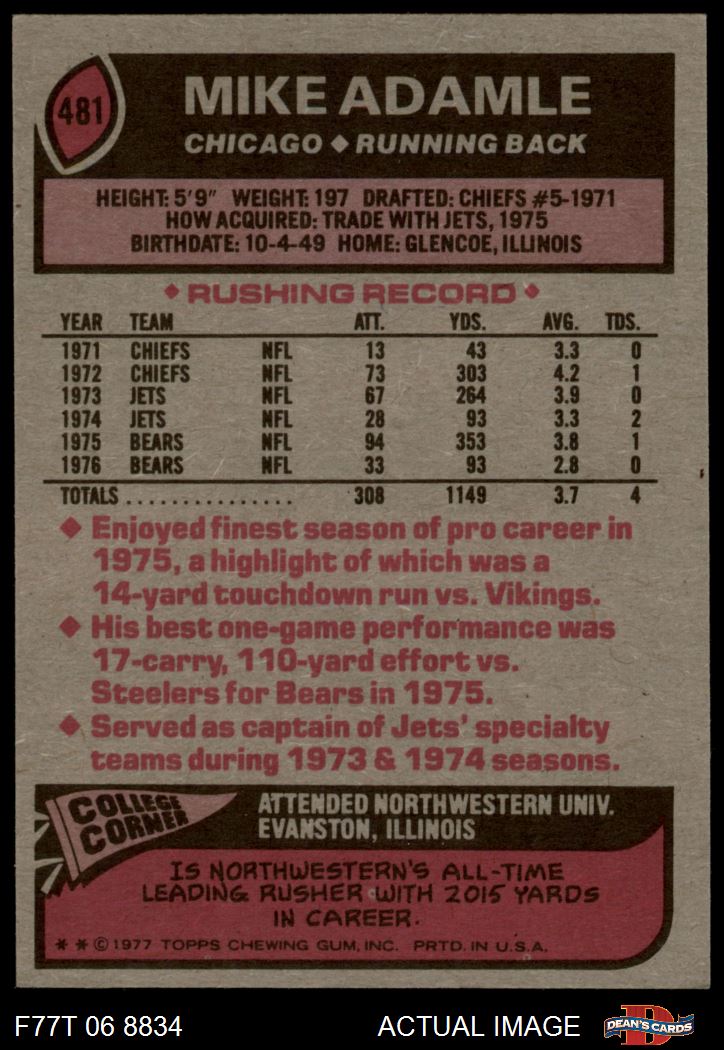 481
MIKE ADAMLE
CHICAGO ◆ RUNNING BACK
HEIGHT: 5'9" WEIGHT: 197 DRAFTED: CHIEFS #5-1971
HOW ACQUIRED: TRADE WITH JETS, 1975
BIRTHDATE: 10-4-49 HOME: GLENCOE, ILLINOIS
◆ RUSHING RECORD ◆
YEAR TEAM ATT. YDS. AVG. TDS.
1971 CHIEFS NFL 13 43 3.3 0
1972 CHIEFS NFL 73 303 4.2 1
1973 JETS NFL 67 264 3.9 0
1974 JETS NFL 28 93 3.3 2
1975 BEARS NFL 94 353 3.8 1
1976 BEARS NFL 33 93 2.8 0
TOTALS ............... 308 1149 3.7 4
◆ Enjoyed finest season of pro career in
1975, a highlight of which was a
14-yard touchdown run vs. Vikings.
◆ His best one-game performance was
17-carry, 110-yard effort vs.
Steelers for Bears in 1975.
◆ Served as captain of Jets' specialty
teams during 1973 & 1974 seasons.
COLLEGE
CORNER
ATTENDED NORTHWESTERN UNIV.
EVANSTON, ILLINOIS
IS NORTHWESTERN'S ALL-TIME
LEADING RUSHER WITH 2015 YARDS
IN CAREER.
* * © 1977 TOPPS CHEWING GUM, INC. PRTD. IN U.S.A.
F77T 06 8834 ACTUAL IMAGE
D
DEAN'S CARDS